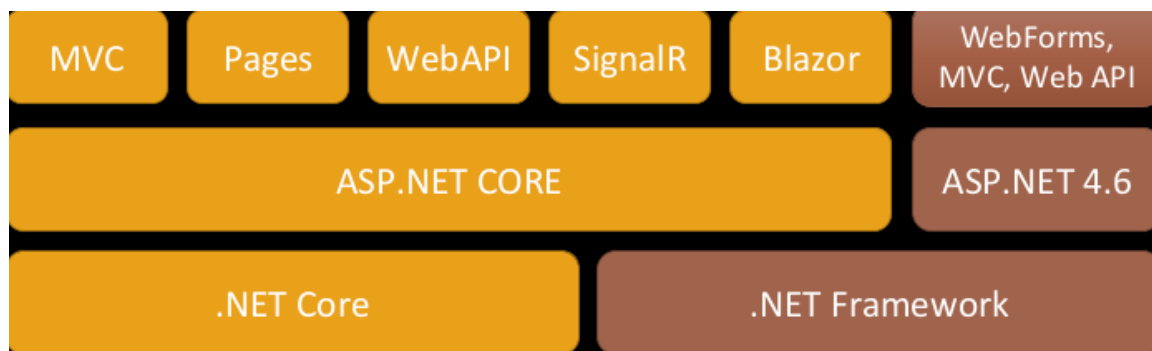 MVC
Pages
WebAPI
SignalR
Blazor
WebForms,
MVC, Web API
ASP.NET CORE
ASP.NET 4.6
.NET Core
.NET Framework